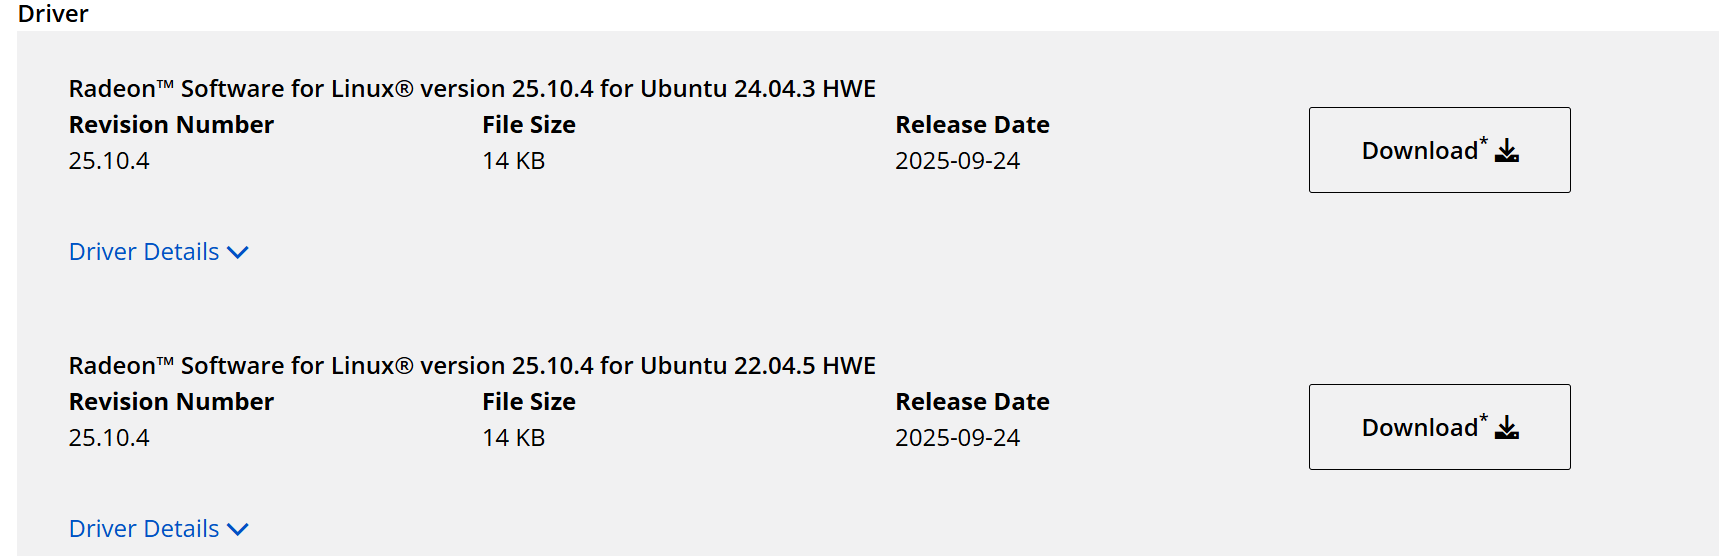 Driver
Radeon™ Software for Linux® version 25.10.4 for Ubuntu 24.04.3 HWE
Revision Number File Size Release Date
25.10.4 14 KB 2025-09-24
Download*
Driver Details
Radeon™ Software for Linux® version 25.10.4 for Ubuntu 22.04.5 HWE
Revision Number File Size Release Date
25.10.4 14 KB 2025-09-24
Download*
Driver Details